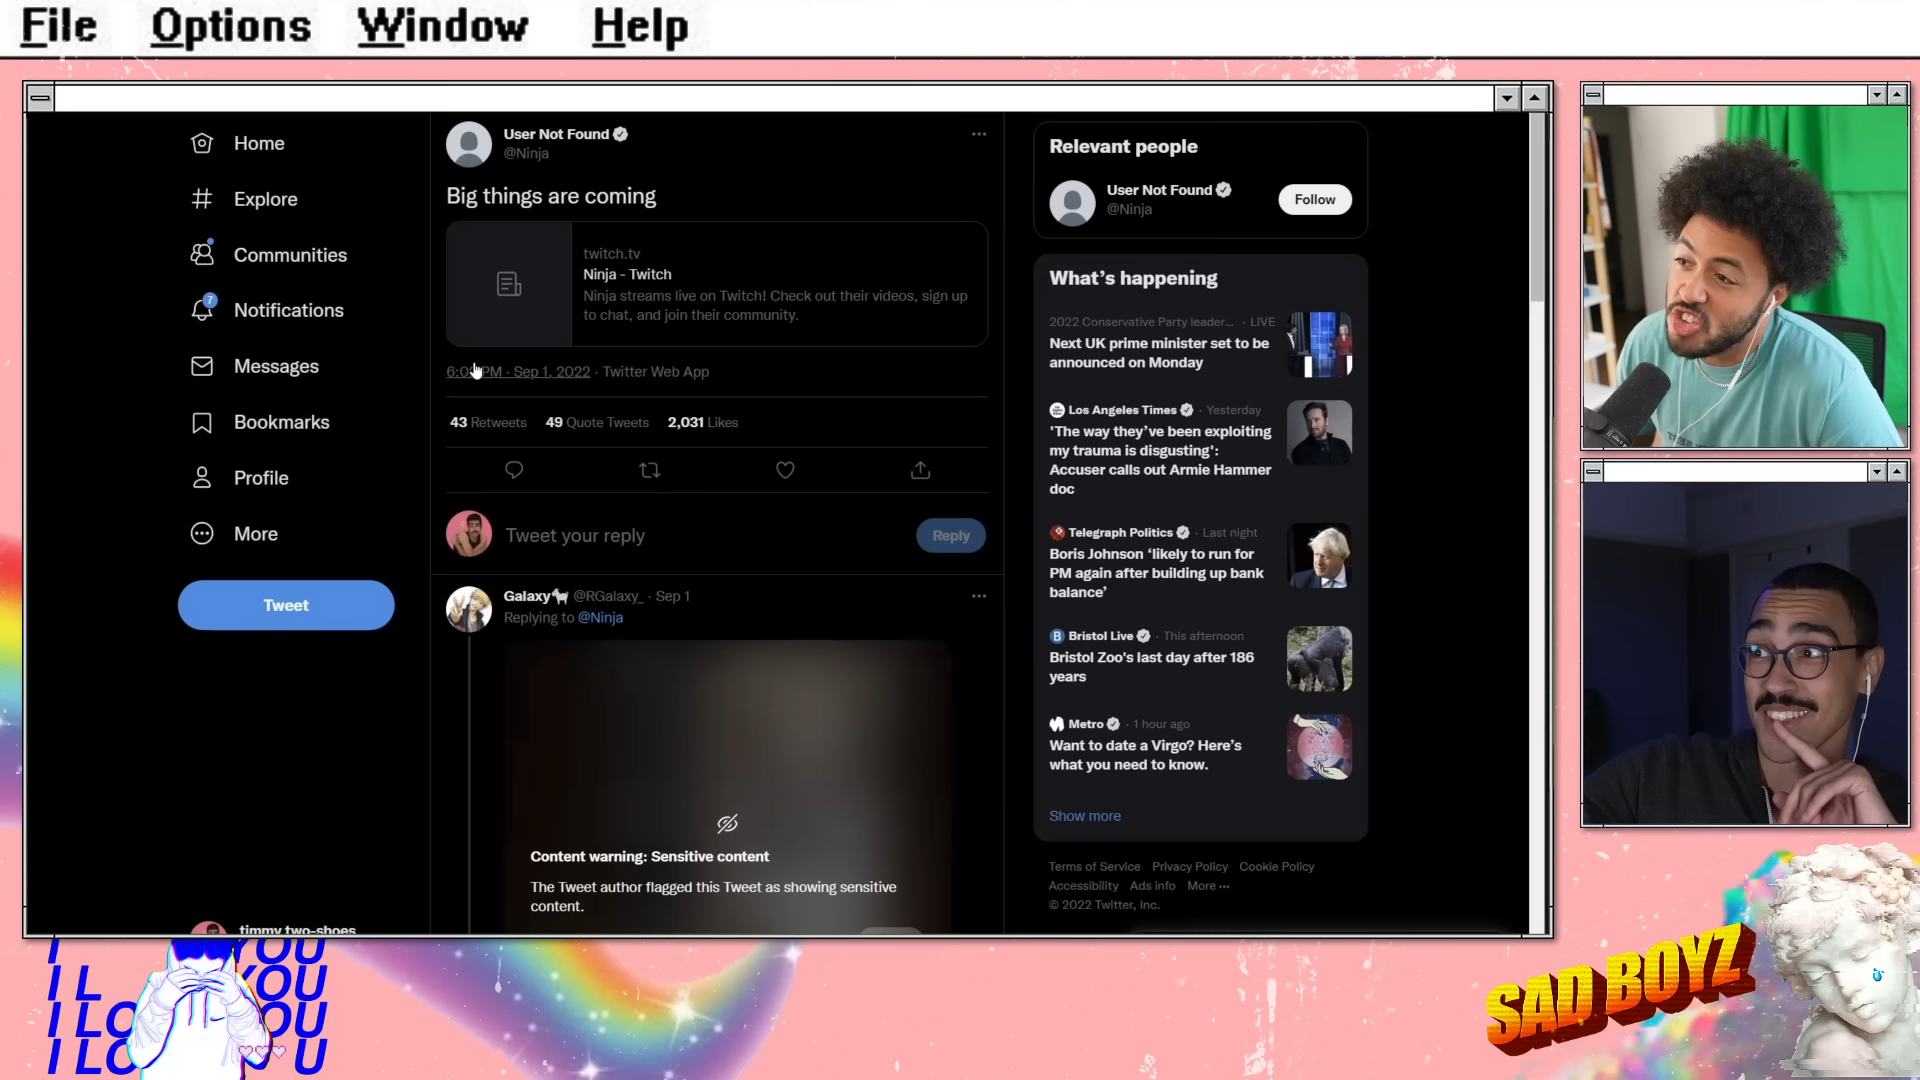 File Options Window Help
Home
Explore
Communities
7
Notifications
Messages
Bookmarks
Profile
More
Tweet
timmy two-shoes
User Not Found
@Ninja
Big things are coming
twitch.tv
Ninja - Twitch
Ninja streams live on Twitch! Check out their videos, sign up
to chat, and join their community.
PM · Sep 1, 2022 · Twitter Web App
43 Retweets 49 Quote Tweets 2,031 Likes
Tweet your reply
Reply
Galaxy @RGalaxy_ · Sep 1
Replying to @Ninja
Content warning: Sensitive content
The Tweet author flagged this Tweet as showing sensitive
content.
Relevant people
User Not Found
@Ninja
Follow
What's happening
2022 Conservative Party leader... · LIVE
Next UK prime minister set to be
announced on Monday
Los Angeles Times · Yesterday
'The way they've been exploiting
my trauma is disgusting':
Accuser calls out Armie Hammer
doc
Telegraph Politics · Last night
Boris Johnson 'likely to run for
PM again after building up bank
balance'
B Bristol Live · This afternoon
Bristol Zoo's last day after 186
years
Metro · 1 hour ago
Want to date a Virgo? Here's
what you need to know.
Show more
Terms of Service Privacy Policy Cookie Policy
Accessibility Ads info More ···
© 2022 Twitter, Inc.
I YOU
I L YOU
I LO OU
I LO U
SAD BOYZ